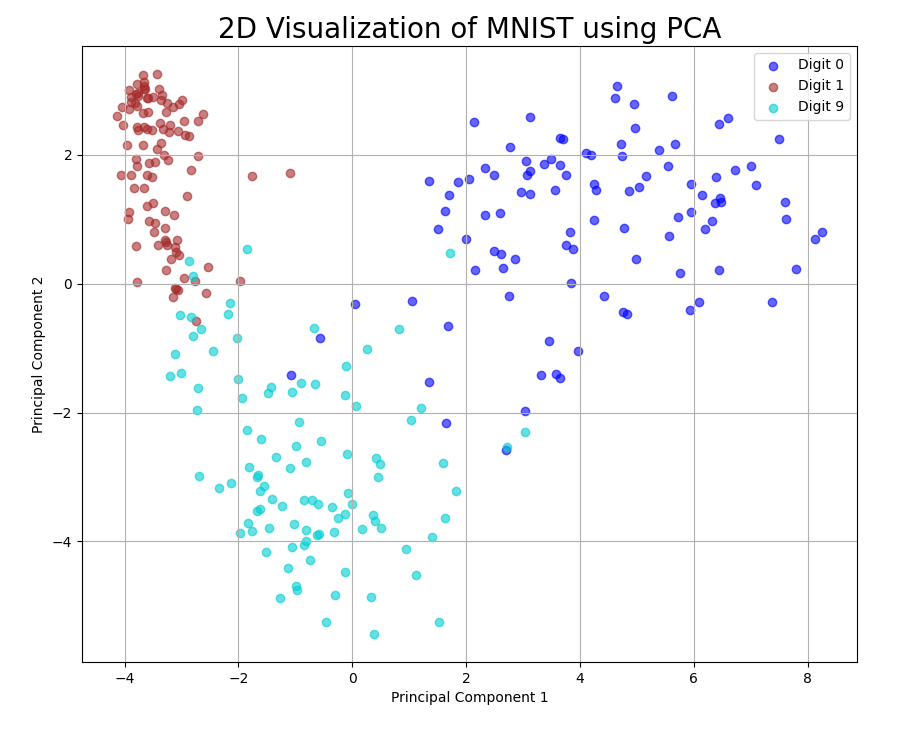 2D Visualization of MNIST using PCA
Digit 0
Digit 1
Digit 9
2
0
−2
−4
Principal Component 2
−4 −2 0 2 4 6 8
Principal Component 1